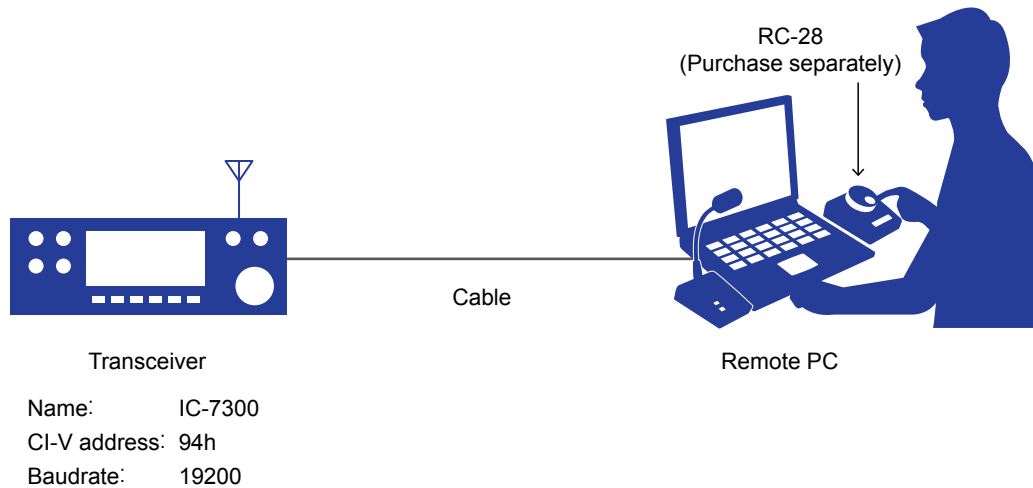 RC-28
(Purchase separately)
Cable
Transceiver
Remote PC
Name: IC-7300
CI-V address: 94h
Baudrate: 19200